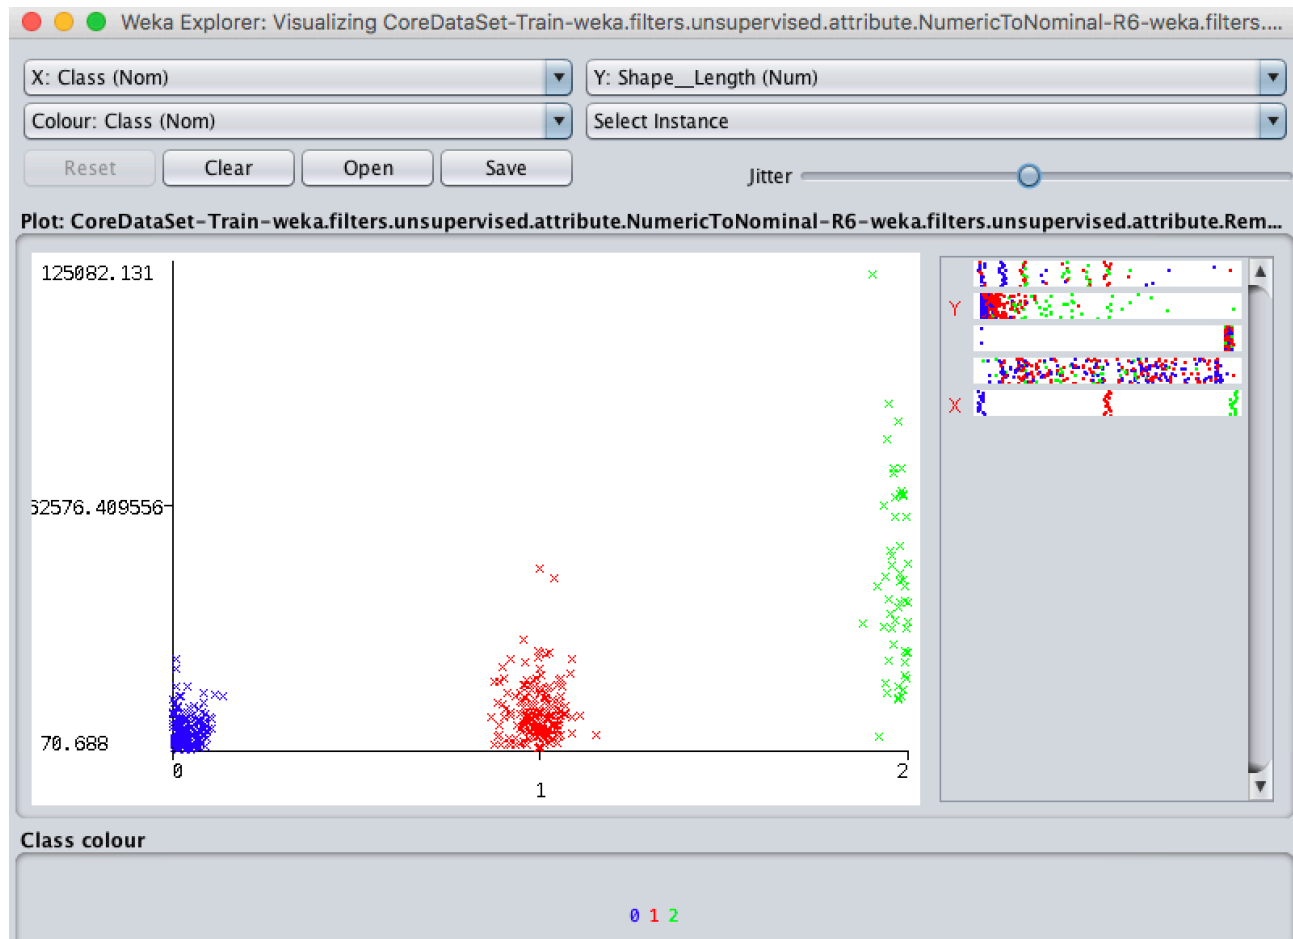 Weka Explorer: Visualizing CoreDataSet-Train-weka.filters.unsupervised.attribute.NumericToNominal-R6-weka.filters....
X: Class (Nom)
Y: Shape__Length (Num)
Colour: Class (Nom)
Select Instance
Reset
Clear
Open
Save
Jitter
Plot: CoreDataSet-Train-weka.filters.unsupervised.attribute.NumericToNominal-R6-weka.filters.unsupervised.attribute.Rem...
125082.131
62576.409556
70.688
0
1
2
Y
X
Class colour
0 1 2